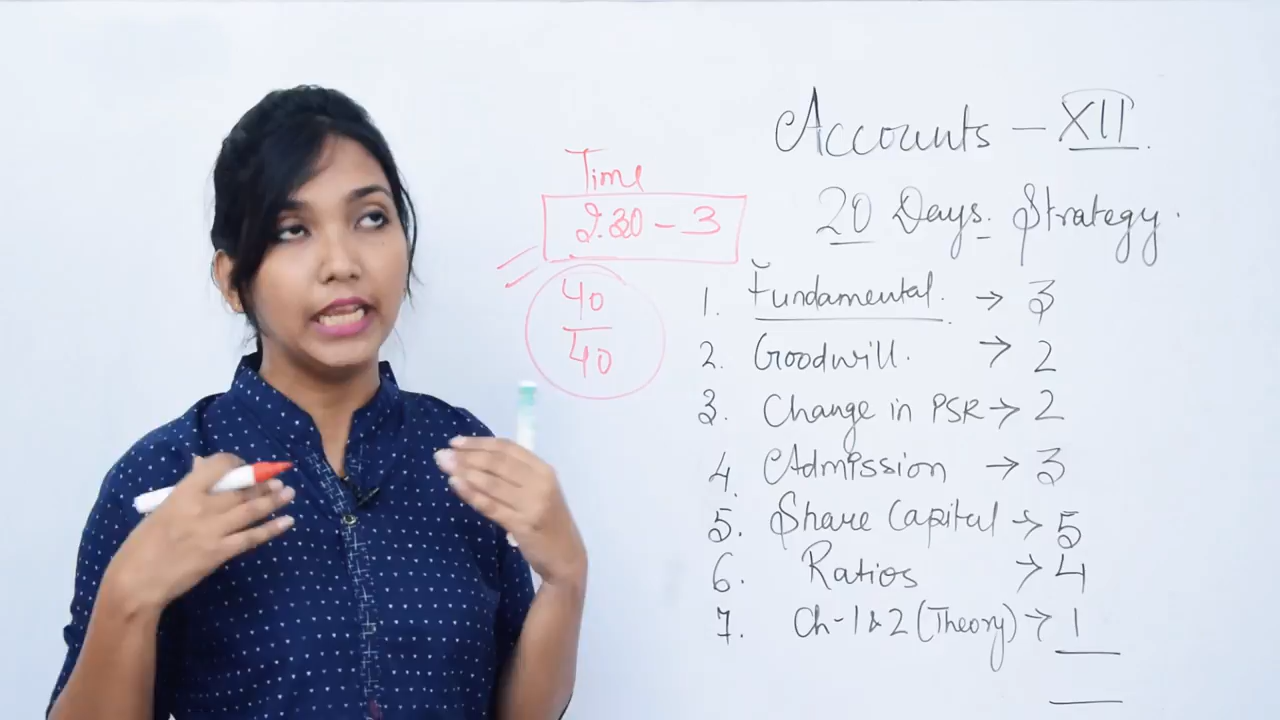 Accounts - XII.
20 Days. Strategy.
Time
2.30 - 3
40
40
1. Fundamental. → 3
2. Goodwill. → 2
3. Change in PSR → 2
4. Admission → 3
5. Share Capital → 5
6. Ratios → 4
7. Ch-1 & 2 (Theory) → 1